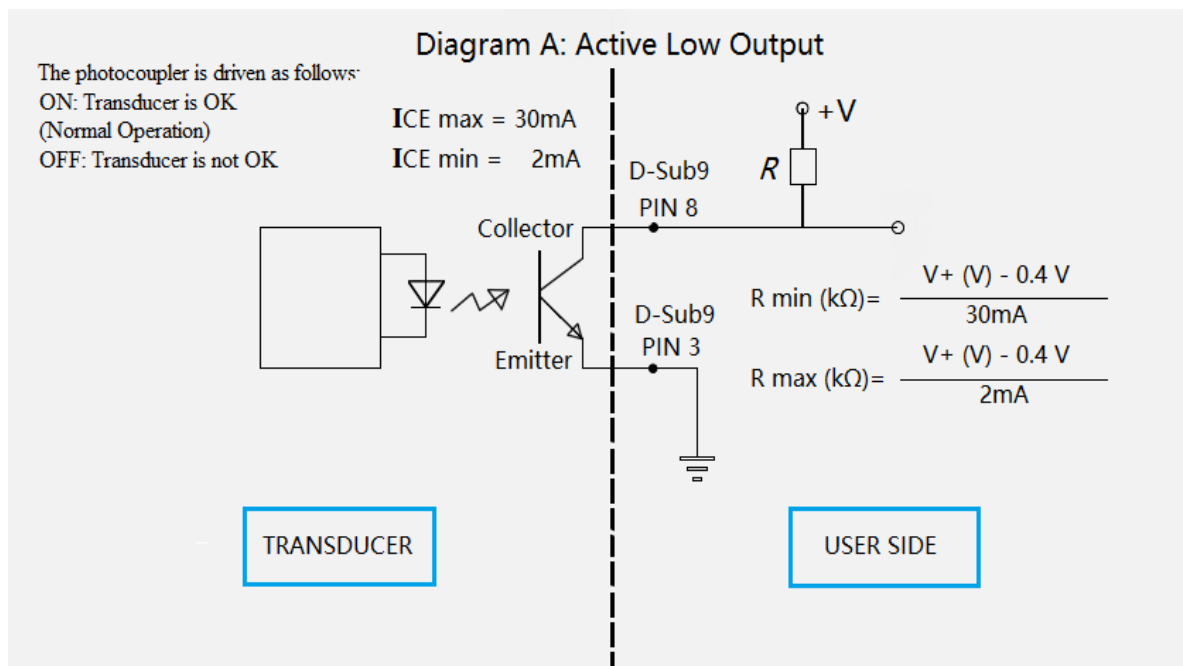 Diagram A: Active Low Output
The photocoupler is driven as follows:
ON: Transducer is OK
(Normal Operation)
OFF: Transducer is not OK
ICE max = 30mA
ICE min = 2mA
D-Sub9
PIN 8
+V
R
Collector
Emitter
D-Sub9
PIN 3
R min (kΩ)=
V+ (V) - 0.4 V
30mA
R max (kΩ)=
V+ (V) - 0.4 V
2mA
TRANSDUCER
USER SIDE